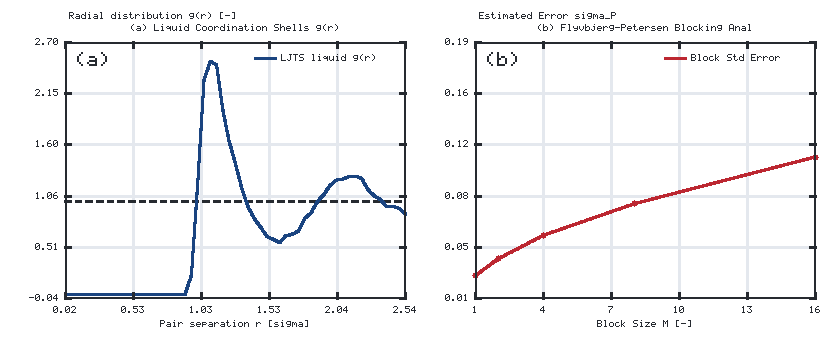 Radial distribution g(r) [-]
(a) Liquid Coordination Shells g(r)
(a)
LJTS liquid g(r)
2.70
2.15
1.60
1.06
0.51
-0.04
0.02 0.53 1.03 1.53 2.04 2.54
Pair separation r [sigma]
Estimated Error sigma_P
(b) Flyvbjerg-Petersen Blocking Anal
(b)
Block Std Error
0.19
0.16
0.12
0.08
0.05
0.01
1 4 7 10 13 16
Block Size M [-]